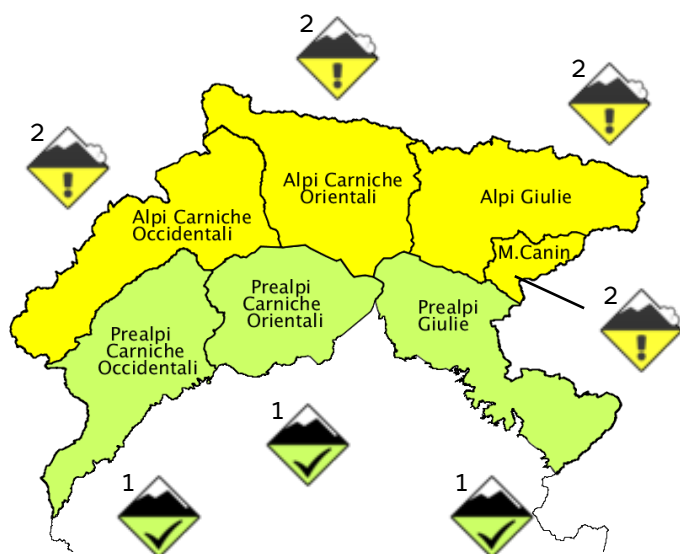 2
2
2
Alpi Carniche
Orientali
Alpi Giulie
Alpi Carniche
Occidentali
M.Canin
Prealpi
Carniche
Orientali
Prealpi
Giulie
2
Prealpi
Carniche
Occidentali
1
1
1